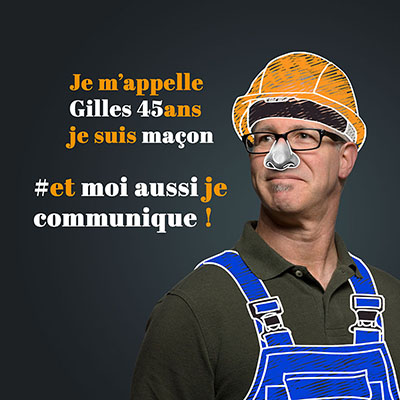 Je m'appelle
Gilles 45ans
je suis maçon
#et moi aussi je
communique !